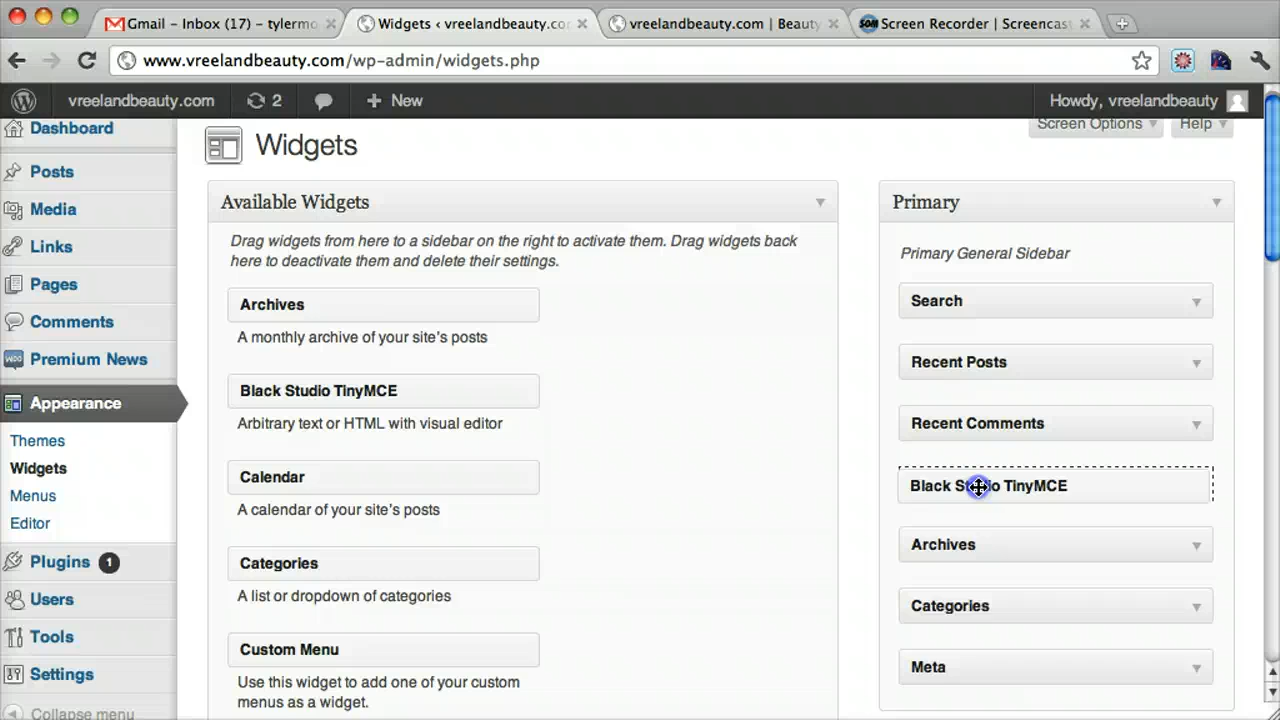 Gmail - Inbox (17) - tylermo
Widgets ‹ vreelandbeauty.co
vreelandbeauty.com | Beauty
SOM Screen Recorder | Screencast
www.vreelandbeauty.com/wp-admin/widgets.php
vreelandbeauty.com
2
New
Howdy, vreelandbeauty
Dashboard
Posts
Media
Links
Pages
Comments
WOO Premium News
Appearance
Themes
Widgets
Menus
Editor
Plugins 1
Users
Tools
Settings
Collapse menu
Screen Options
Help
Widgets
Available Widgets
Drag widgets from here to a sidebar on the right to activate them. Drag widgets back
here to deactivate them and delete their settings.
Archives
A monthly archive of your site's posts
Black Studio TinyMCE
Arbitrary text or HTML with visual editor
Calendar
A calendar of your site's posts
Categories
A list or dropdown of categories
Custom Menu
Use this widget to add one of your custom
menus as a widget.
Primary
Primary General Sidebar
Search
Recent Posts
Recent Comments
Black Studio TinyMCE
Archives
Categories
Meta